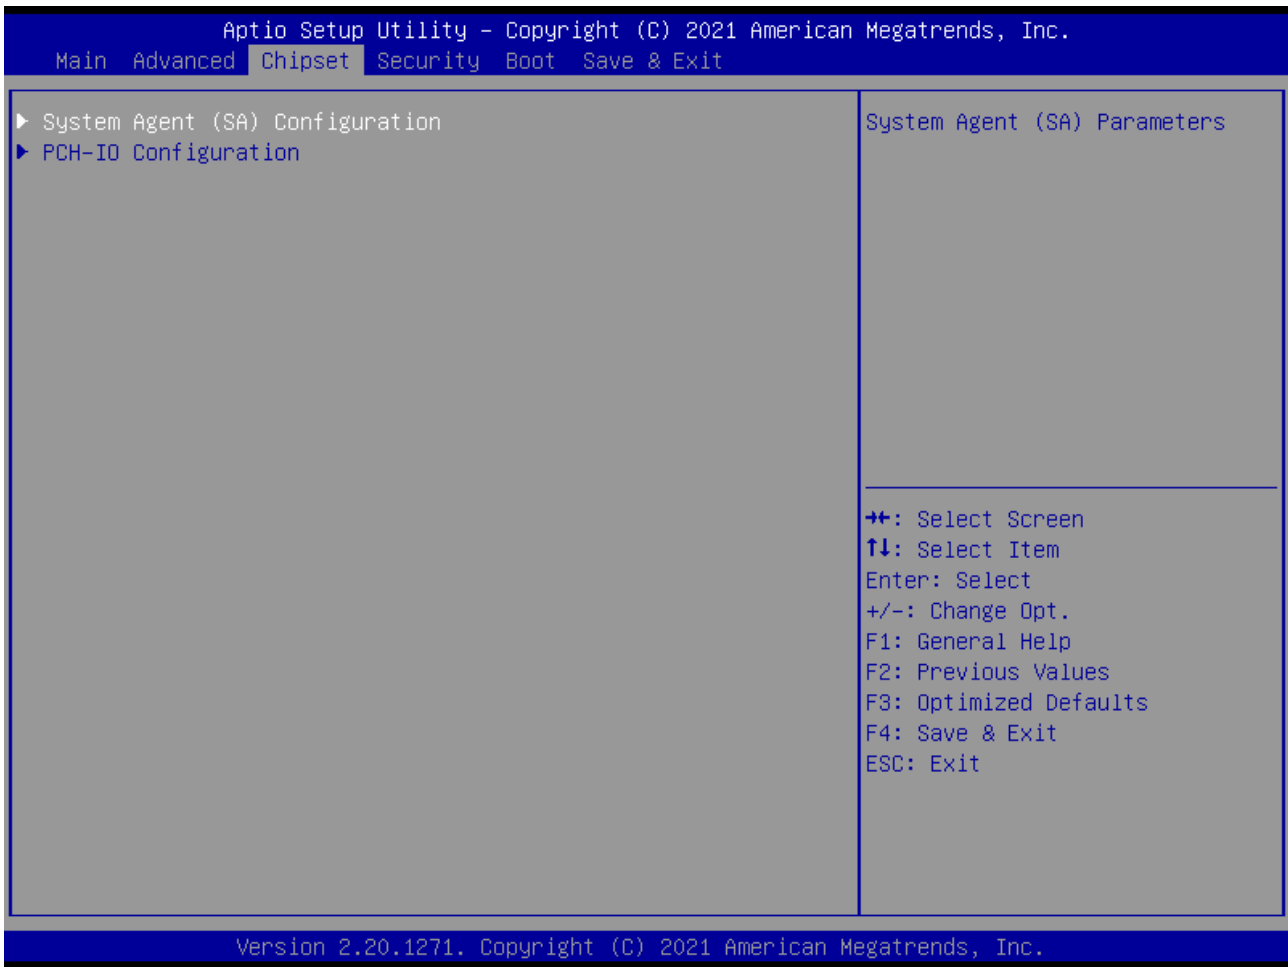 Aptio Setup Utility – Copyright (C) 2021 American Megatrends, Inc.
Main Advanced Chipset Security Boot Save & Exit
System Agent (SA) Configuration
PCH-IO Configuration
System Agent (SA) Parameters
→←: Select Screen
↑↓: Select Item
Enter: Select
+/-: Change Opt.
F1: General Help
F2: Previous Values
F3: Optimized Defaults
F4: Save & Exit
ESC: Exit
Version 2.20.1271. Copyright (C) 2021 American Megatrends, Inc.